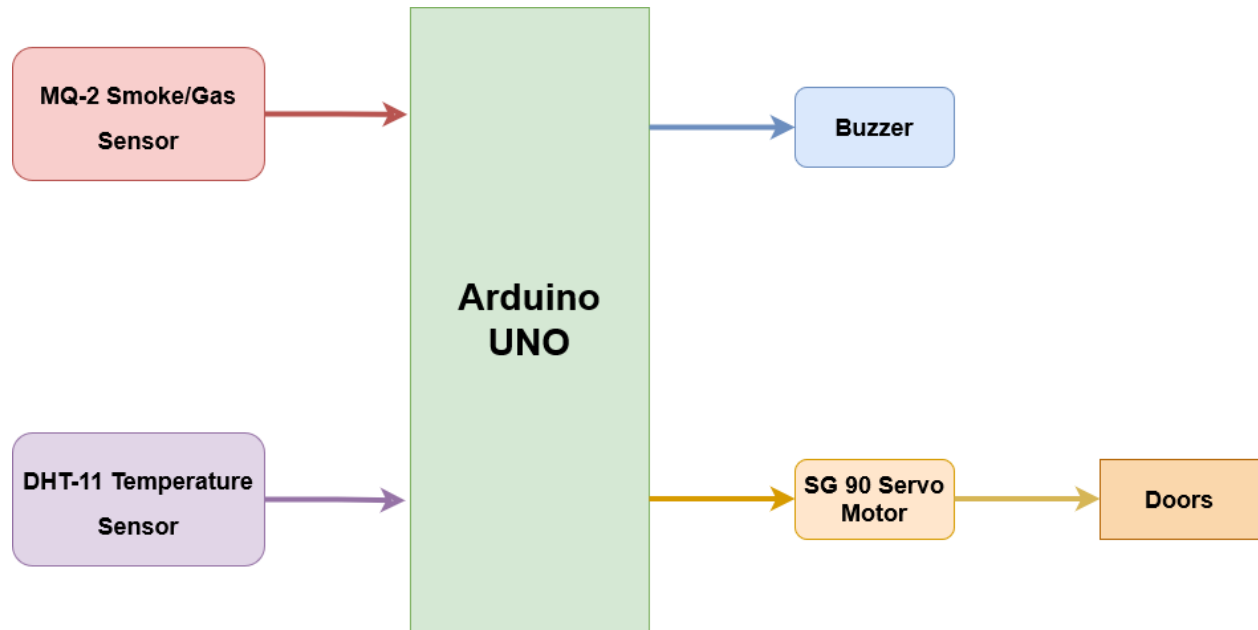 MQ-2 Smoke/Gas
Sensor
Buzzer
Arduino
UNO
DHT-11 Temperature
Sensor
SG 90 Servo
Motor
Doors